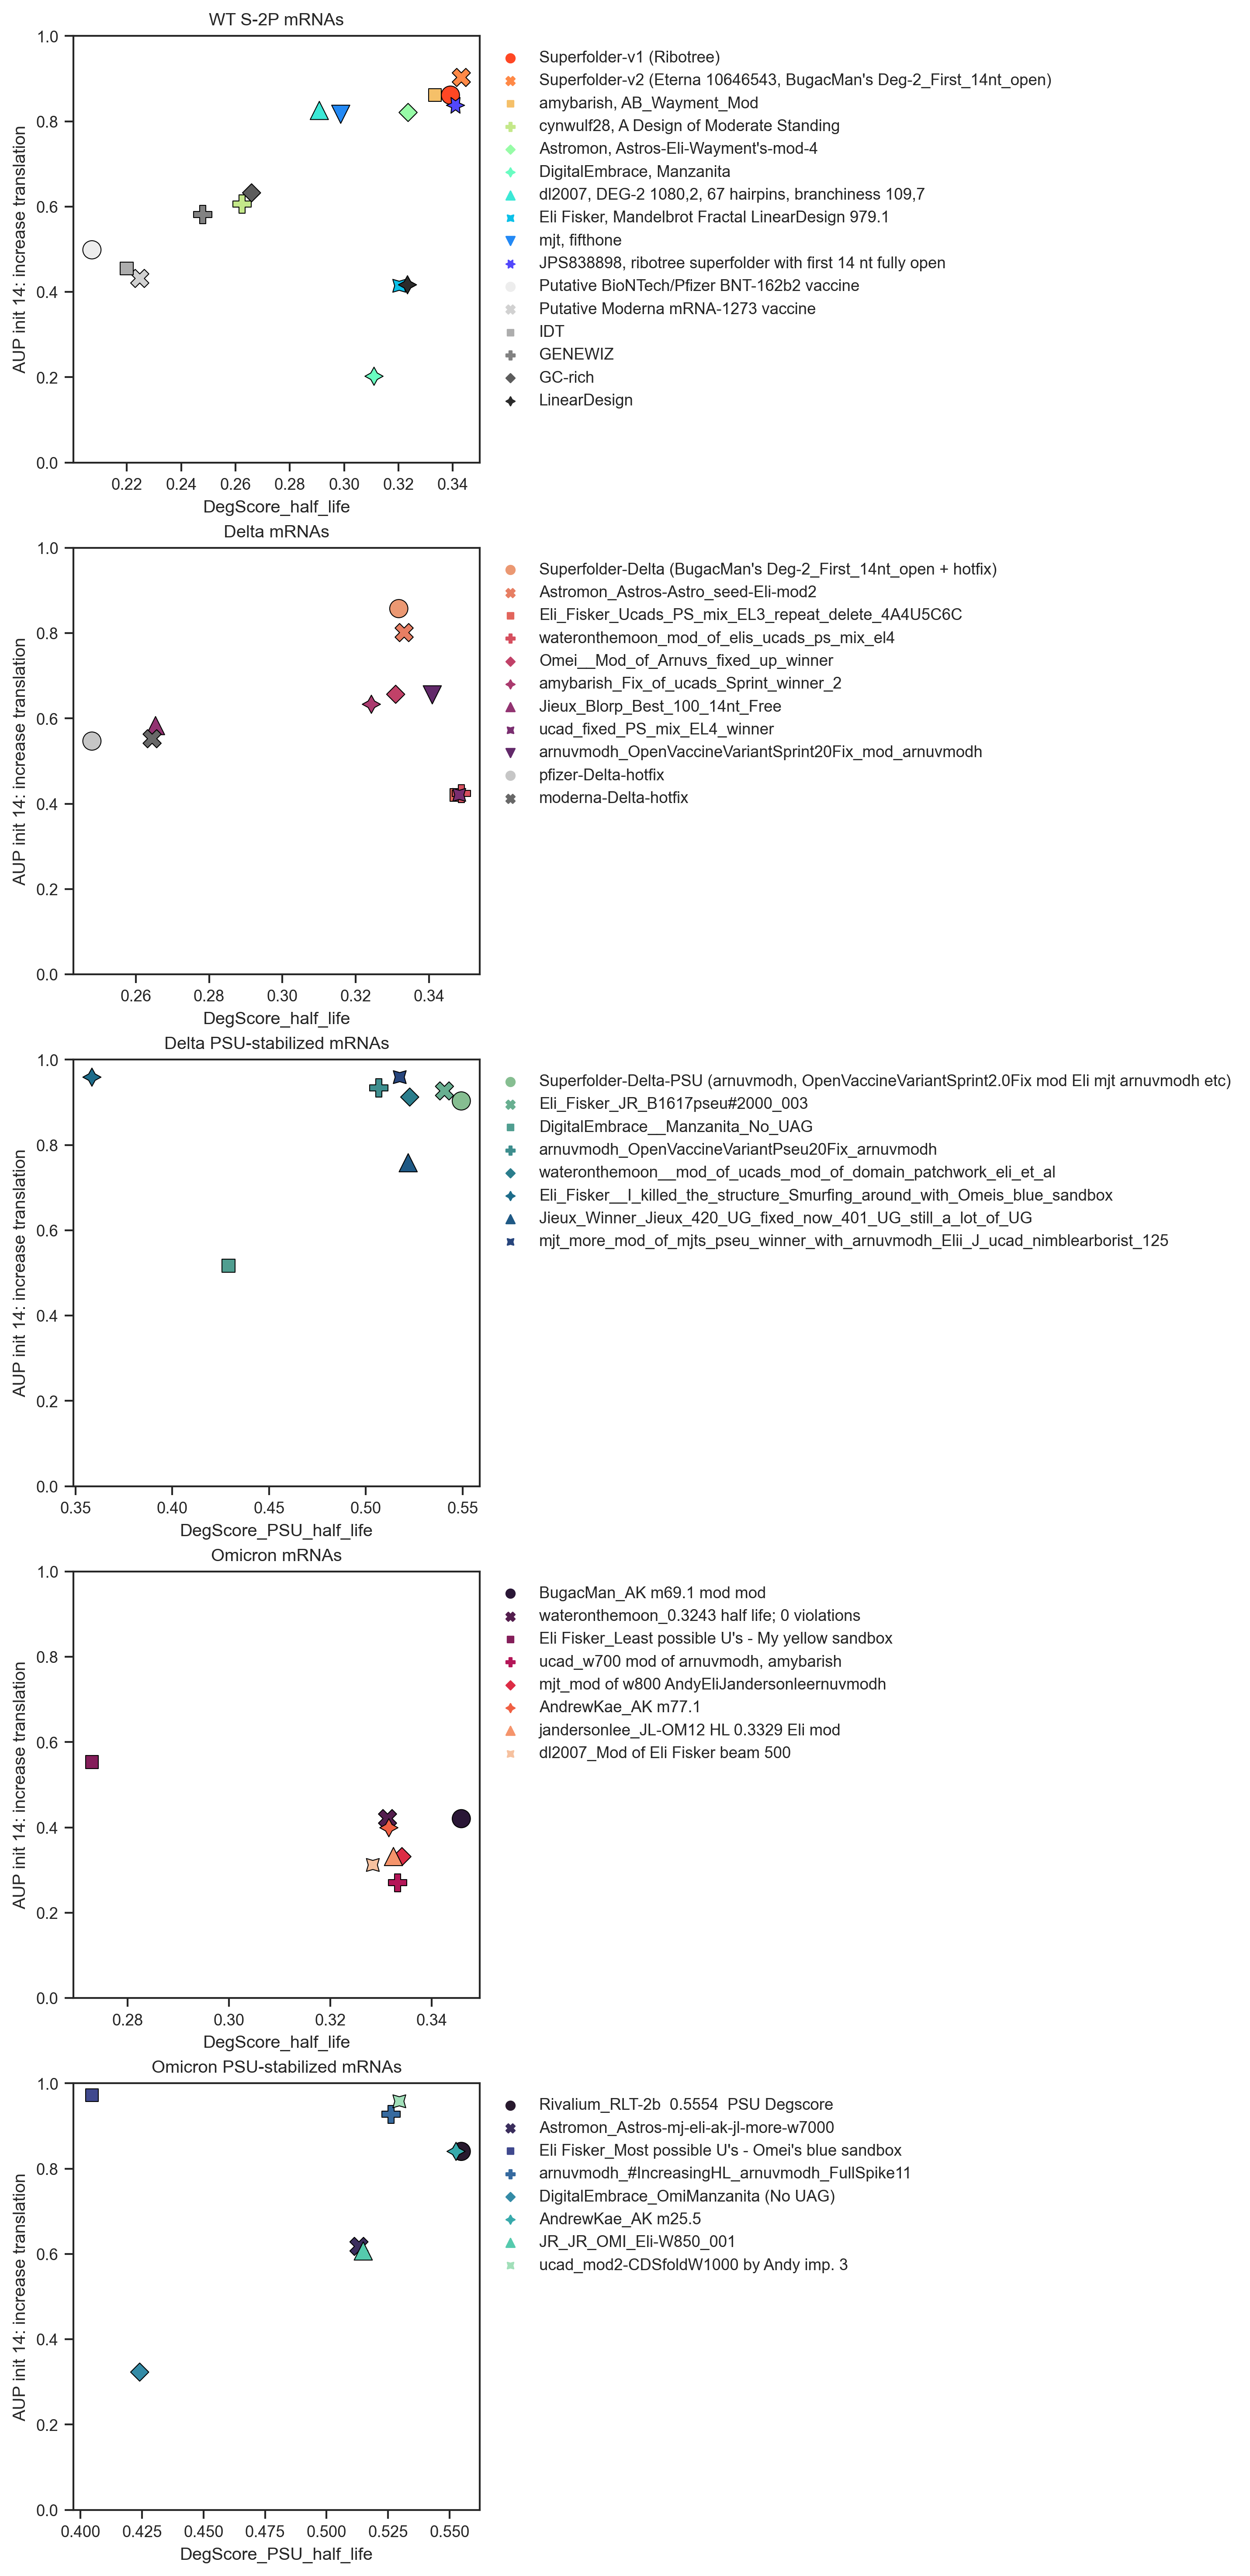 WT S-2P mRNAs
1.0
0.8
0.6
0.4
0.2
0.0
AUP init 14: increase translation
0.22 0.24 0.26 0.28 0.30 0.32 0.34
DegScore_half_life
Superfolder-v1 (Ribotree)
Superfolder-v2 (Eterna 10646543, BugacMan's Deg-2_First_14nt_open)
amybarish, AB_Wayment_Mod
cynwulf28, A Design of Moderate Standing
Astromon, Astros-Eli-Wayment's-mod-4
DigitalEmbrace, Manzanita
dl2007, DEG-2 1080,2, 67 hairpins, branchiness 109,7
Eli Fisker, Mandelbrot Fractal LinearDesign 979.1
mjt, fifthone
JPS838898, ribotree superfolder with first 14 nt fully open
Putative BioNTech/Pfizer BNT-162b2 vaccine
Putative Moderna mRNA-1273 vaccine
IDT
GENEWIZ
GC-rich
LinearDesign
Delta mRNAs
1.0
0.8
0.6
0.4
0.2
0.0
AUP init 14: increase translation
0.26 0.28 0.30 0.32 0.34
DegScore_half_life
Superfolder-Delta (BugacMan's Deg-2_First_14nt_open + hotfix)
Astromon_Astros-Astro_seed-Eli-mod2
Eli_Fisker_Ucads_PS_mix_EL3_repeat_delete_4A4U5C6C
wateronthemoon_mod_of_elis_ucads_ps_mix_el4
Omei__Mod_of_Arnuvs_fixed_up_winner
amybarish_Fix_of_ucads_Sprint_winner_2
Jieux_Blorp_Best_100_14nt_Free
ucad_fixed_PS_mix_EL4_winner
arnuvmodh_OpenVaccineVariantSprint20Fix_mod_arnuvmodh
pfizer-Delta-hotfix
moderna-Delta-hotfix
Delta PSU-stabilized mRNAs
1.0
0.8
0.6
0.4
0.2
0.0
AUP init 14: increase translation
0.35 0.40 0.45 0.50 0.55
DegScore_PSU_half_life
Superfolder-Delta-PSU (arnuvmodh, OpenVaccineVariantSprint2.0Fix mod Eli mjt arnuvmodh etc)
Eli_Fisker_JR_B1617pseu#2000_003
DigitalEmbrace__Manzanita_No_UAG
arnuvmodh_OpenVaccineVariantPseu20Fix_arnuvmodh
wateronthemoon__mod_of_ucads_mod_of_domain_patchwork_eli_et_al
Eli_Fisker__I_killed_the_structure_Smurfing_around_with_Omeis_blue_sandbox
Jieux_Winner_Jieux_420_UG_fixed_now_401_UG_still_a_lot_of_UG
mjt_more_mod_of_mjts_pseu_winner_with_arnuvmodh_Elii_J_ucad_nimblearborist_125
Omicron mRNAs
1.0
0.8
0.6
0.4
0.2
0.0
AUP init 14: increase translation
0.28 0.30 0.32 0.34
DegScore_half_life
BugacMan_AK m69.1 mod mod
wateronthemoon_0.3243 half life; 0 violations
Eli Fisker_Least possible U's - My yellow sandbox
ucad_w700 mod of arnuvmodh, amybarish
mjt_mod of w800 AndyEliJandersonleernuvmodh
AndrewKae_AK m77.1
jandersonlee_JL-OM12 HL 0.3329 Eli mod
dl2007_Mod of Eli Fisker beam 500
Omicron PSU-stabilized mRNAs
1.0
0.8
0.6
0.4
0.2
0.0
AUP init 14: increase translation
0.400 0.425 0.450 0.475 0.500 0.525 0.550
DegScore_PSU_half_life
Rivalium_RLT-2b  0.5554  PSU Degscore
Astromon_Astros-mj-eli-ak-jl-more-w7000
Eli Fisker_Most possible U's - Omei's blue sandbox
arnuvmodh_#IncreasingHL_arnuvmodh_FullSpike11
DigitalEmbrace_OmiManzanita (No UAG)
AndrewKae_AK m25.5
JR_JR_OMI_Eli-W850_001
ucad_mod2-CDSfoldW1000 by Andy imp. 3